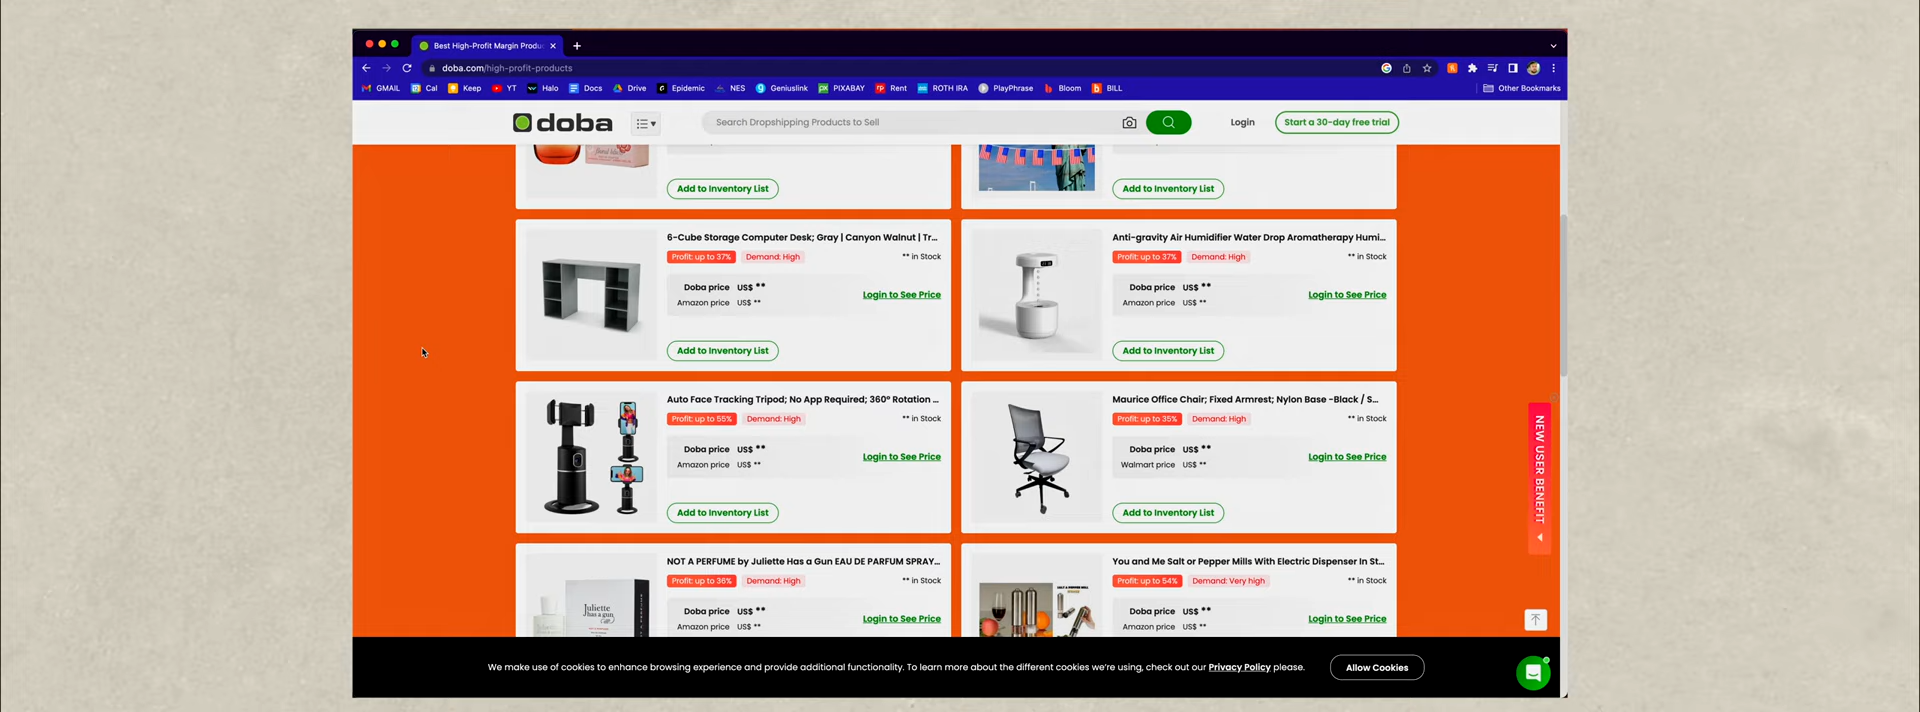 Best High-Profit Margin Produ
doba.com/high-profit-products
GMAIL Cal Keep YT Halo Docs Drive Epidemic NES Geniuslink PIXABAY Rent ROTH IRA PlayPhrase Bloom BILL Other Bookmarks
doba Search Dropshipping Products to Sell Login Start a 30-day free trial
Add to Inventory List
Add to Inventory List
6-Cube Storage Computer Desk; Gray | Canyon Walnut | Tr...
Profit: up to 37% Demand: High ** in Stock
Doba price US$ **
Amazon price US$ **
Login to See Price
Add to Inventory List
Anti-gravity Air Humidifier Water Drop Aromatherapy Humi...
Profit: up to 37% Demand: High ** in Stock
Doba price US$ **
Amazon price US$ **
Login to See Price
Add to Inventory List
Auto Face Tracking Tripod; No App Required; 360° Rotation ...
Profit: up to 55% Demand: High ** in Stock
Doba price US$ **
Amazon price US$ **
Login to See Price
Add to Inventory List
Maurice Office Chair; Fixed Armrest; Nylon Base -Black / S...
Profit: up to 35% Demand: High ** in Stock
Doba price US$ **
Walmart price US$ **
Login to See Price
Add to Inventory List
Juliette
has a gun
NOT A PERFUME by Juliette Has a Gun EAU DE PARFUM SPRAY...
Profit: up to 36% Demand: High ** in Stock
Doba price US$ **
Amazon price US$ **
Login to See Price
You and Me Salt or Pepper Mills With Electric Dispenser In St...
Profit: up to 54% Demand: Very high ** in Stock
Doba price US$ **
Amazon price US$ **
Login to See Price
NEW USER BENEFIT
We make use of cookies to enhance browsing experience and provide additional functionality. To learn more about the different cookies we're using, check out our Privacy Policy please.
Allow Cookies